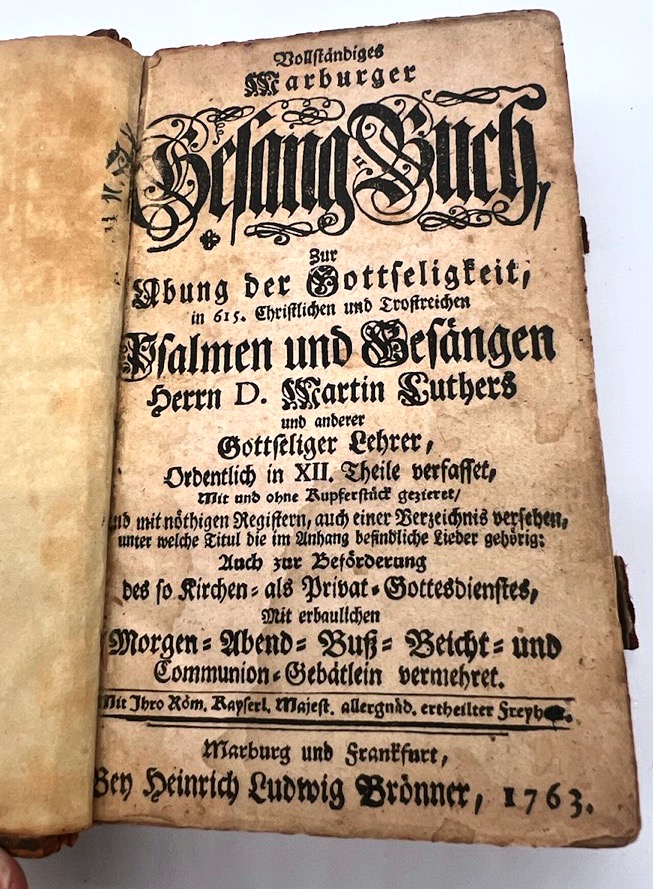 Vollständiges
Marburger
Gesang Buch,
Zur
Übung der Gottseligkeit,
in 615. Christlichen und Trostreichen
Psalmen und Gesängen
Herrn D. Martin Luthers
und anderer
Gottseliger Lehrer,
Ordentlich in XII. Theile verfasset,
Mit und ohne Kupferstück gezieret/
und mit nöthigen Registern, auch einer Verzeichnis versehen,
unter welche Titul die im Anhang befindliche Lieder gehörig:
Auch zur Beförderung
des so Kirchen- als Privat-Gottesdienstes,
Mit erbaulichen
Morgen- Abend- Buß- Beicht- und
Communion-Gebätlein vermehret.
Mit Ihro Röm. Kayserl. Majest. allergnäd. ertheilter
Marburg und Frankfurt,
Bey Heinrich Ludwig Brönner, 1763.